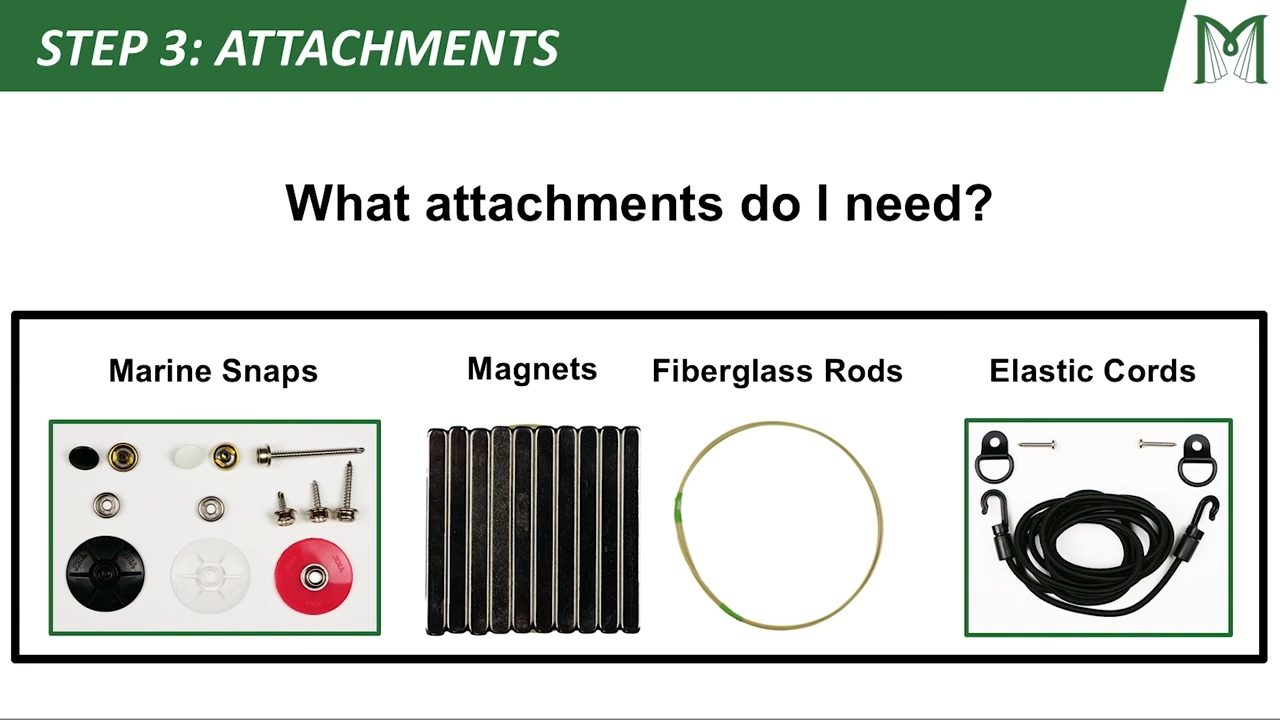 STEP 3: ATTACHMENTS
M
What attachments do I need?
Marine Snaps
Magnets
Fiberglass Rods
Elastic Cords